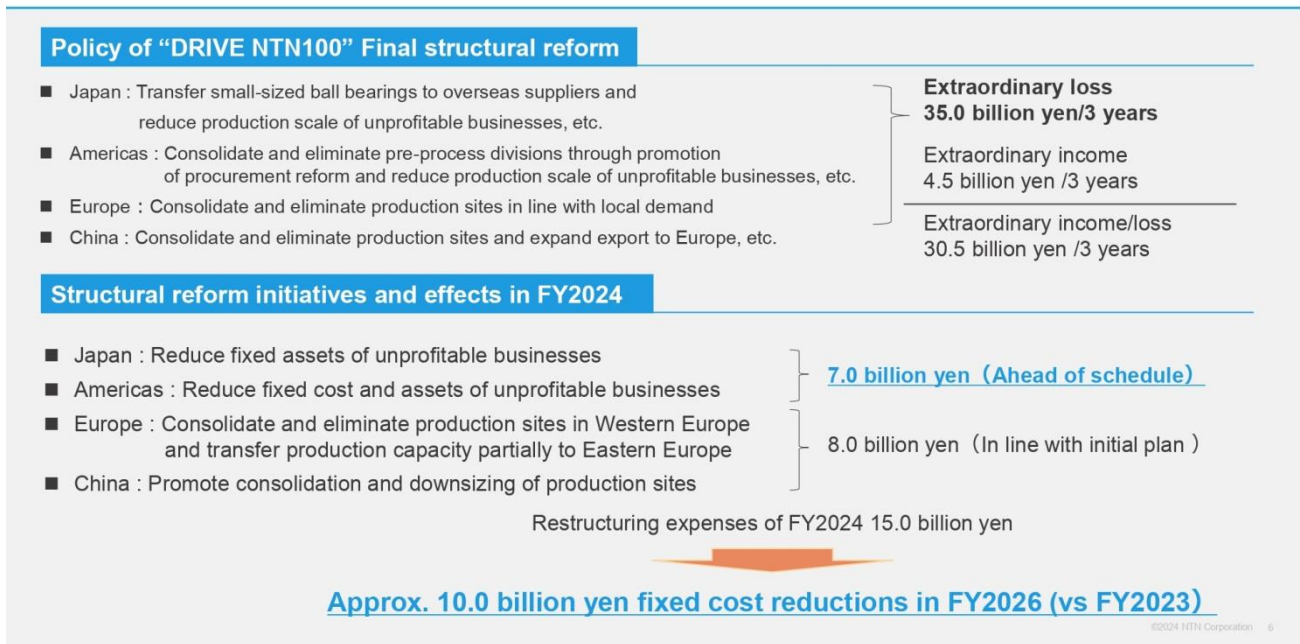 Policy of “DRIVE NTN100” Final structural reform
■ Japan : Transfer small-sized ball bearings to overseas suppliers and
reduce production scale of unprofitable businesses, etc.
■ Americas : Consolidate and eliminate pre-process divisions through promotion
of procurement reform and reduce production scale of unprofitable businesses, etc.
■ Europe : Consolidate and eliminate production sites in line with local demand
■ China : Consolidate and eliminate production sites and expand export to Europe, etc.
Extraordinary loss
35.0 billion yen/3 years
Extraordinary income
4.5 billion yen /3 years
Extraordinary income/loss
30.5 billion yen /3 years
Structural reform initiatives and effects in FY2024
■ Japan : Reduce fixed assets of unprofitable businesses
■ Americas : Reduce fixed cost and assets of unprofitable businesses
7.0 billion yen（Ahead of schedule）
■ Europe : Consolidate and eliminate production sites in Western Europe
and transfer production capacity partially to Eastern Europe
■ China : Promote consolidation and downsizing of production sites
8.0 billion yen（In line with initial plan ）
Restructuring expenses of FY2024 15.0 billion yen
Approx. 10.0 billion yen fixed cost reductions in FY2026 (vs FY2023）
©2024 NTN Corporation 6